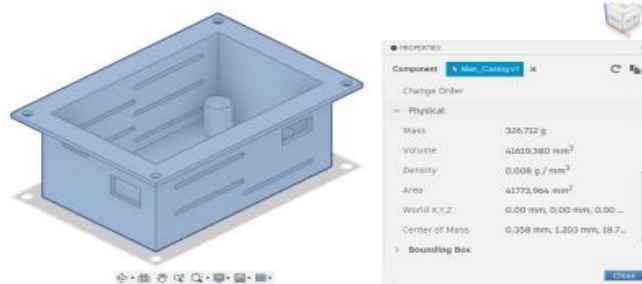 PROPERTIES
Component Max_Casing v1 ×
Change Order
Physical
Mass 326.712 g
Volume 41619.380 mm³
Density 0.008 g / mm³
Area 41773.964 mm²
World X,Y,Z 0.00 mm, 0.00 mm, 0.00 ...
Center of Mass 0.358 mm, 1.203 mm, 18.7...
Bounding Box
Close